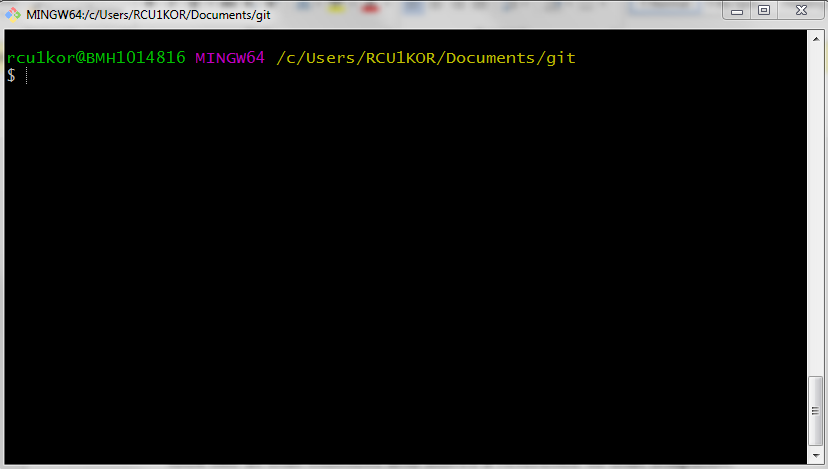 MINGW64:/c/Users/RCU1KOR/Documents/git
rcu1kor@BMH1014816 MINGW64 /c/Users/RCU1KOR/Documents/git
$